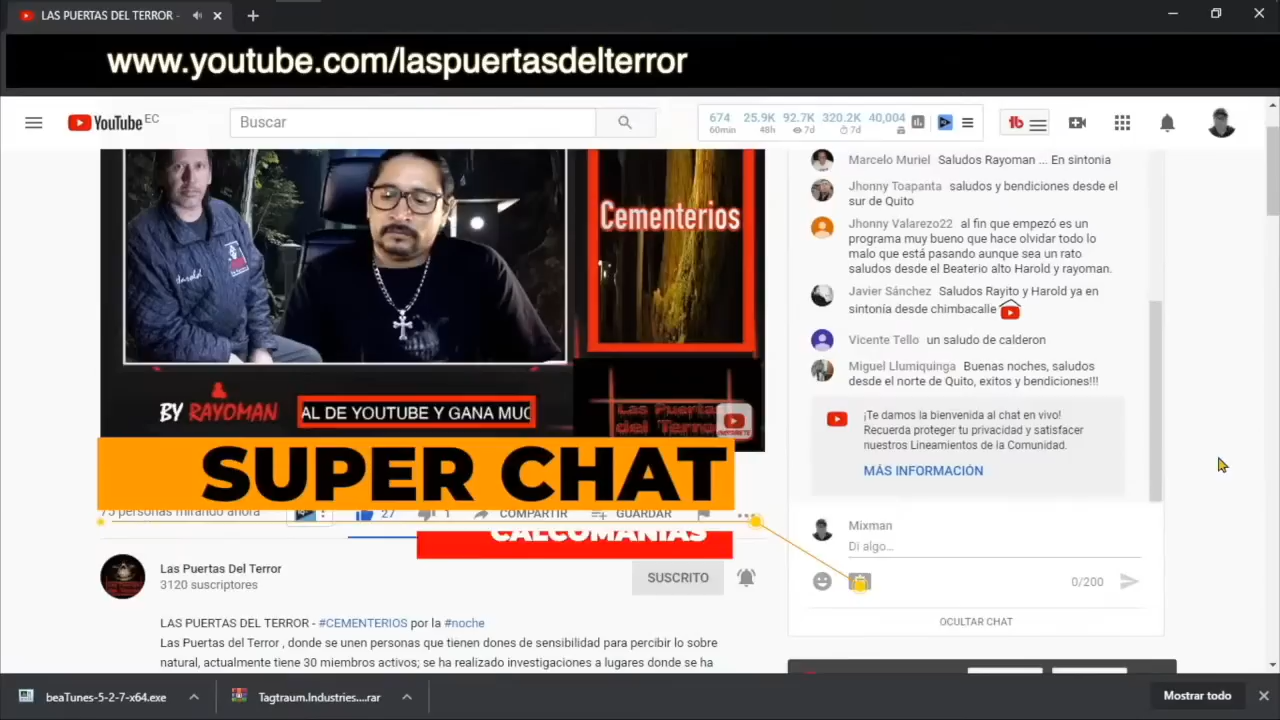 LAS PUERTAS DEL TERROR -
www.youtube.com/laspuertasdelterror
YouTube EC
Buscar
674 25.9K 92.7K 320.2K 40,004
60min 48h 7d 7d
Cementerios
harold
BY RAYOMAN
AL DE YOUTUBE Y GANA MUC
Las Puertas
del Terror
SUPER CHAT
75 personas mirando ahora 27 1 COMPARTIR GUARDAR
CALCOMANÍAS
Las Puertas Del Terror
3120 suscriptores
SUSCRITO
LAS PUERTAS DEL TERROR - #CEMENTERIOS por la #noche
Las Puertas del Terror , donde se unen personas que tienen dones de sensibilidad para percibir lo sobre
natural, actualmente tiene 30 miembros activos; se ha realizado investigaciones a lugares donde se ha
Marcelo Muriel Saludos Rayoman ... En sintonia
Jhonny Toapanta saludos y bendiciones desde el
sur de Quito
Jhonny Valarezo22 al fin que empezó es un
programa muy bueno que hace olvidar todo lo
malo que está pasando aunque sea un rato
saludos desde el Beaterio alto Harold y rayoman.
Javier Sánchez Saludos Rayito y Harold ya en
sintonía desde chimbacalle
Vicente Tello un saludo de calderon
Miguel Llumiquinga Buenas noches, saludos
desde el norte de Quito, exitos y bendiciones!!!
¡Te damos la bienvenida al chat en vivo!
Recuerda proteger tu privacidad y satisfacer
nuestros Lineamientos de la Comunidad.
MÁS INFORMACIÓN
Mixman
Di algo...
0/200
OCULTAR CHAT
beaTunes-5-2-7-x64.exe
Tagtraum.Industries....rar
Mostrar todo